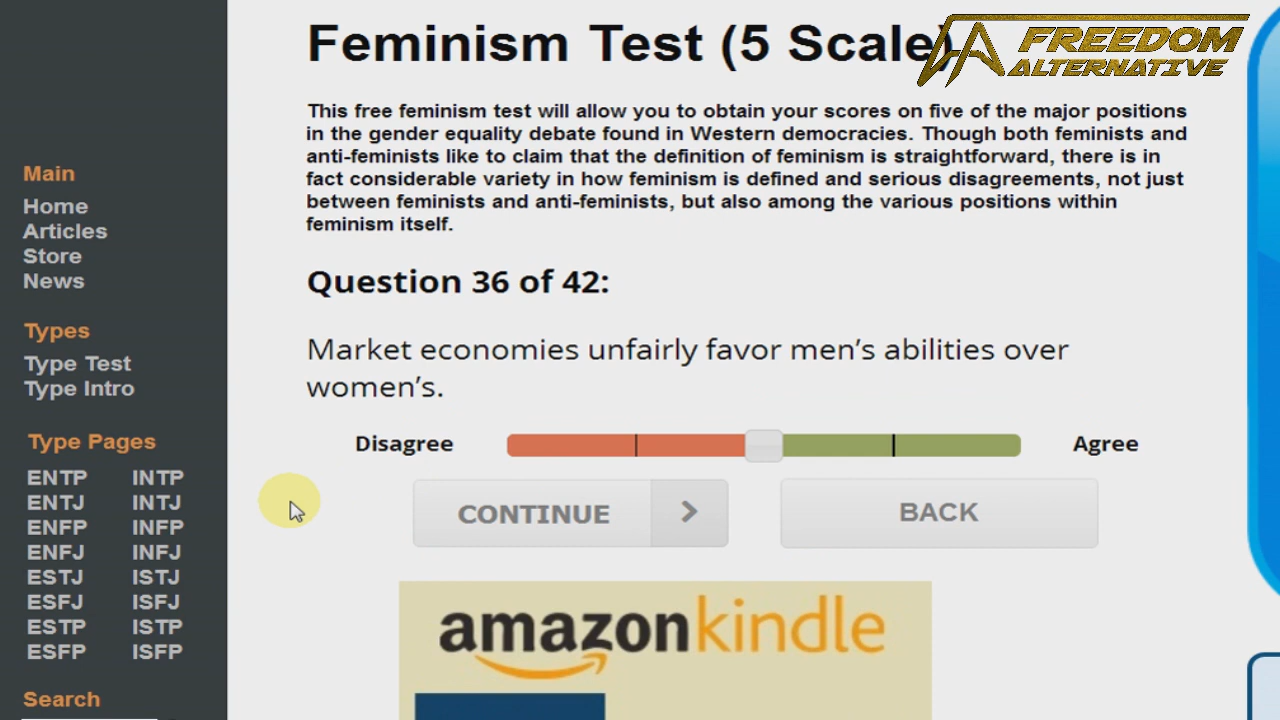 Feminism Test (5 Scale)
FREEDOM
ALTERNATIVE
This free feminism test will allow you to obtain your scores on five of the major positions
in the gender equality debate found in Western democracies. Though both feminists and
anti-feminists like to claim that the definition of feminism is straightforward, there is in
fact considerable variety in how feminism is defined and serious disagreements, not just
between feminists and anti-feminists, but also among the various positions within
feminism itself.
Question 36 of 42:
Market economies unfairly favor men's abilities over
women's.
Disagree
Agree
CONTINUE >
BACK
amazonkindle
Main
Home
Articles
Store
News
Types
Type Test
Type Intro
Type Pages
ENTP INTP
ENTJ INTJ
ENFP INFP
ENFJ INFJ
ESTJ ISTJ
ESFJ ISFJ
ESTP ISTP
ESFP ISFP
Search